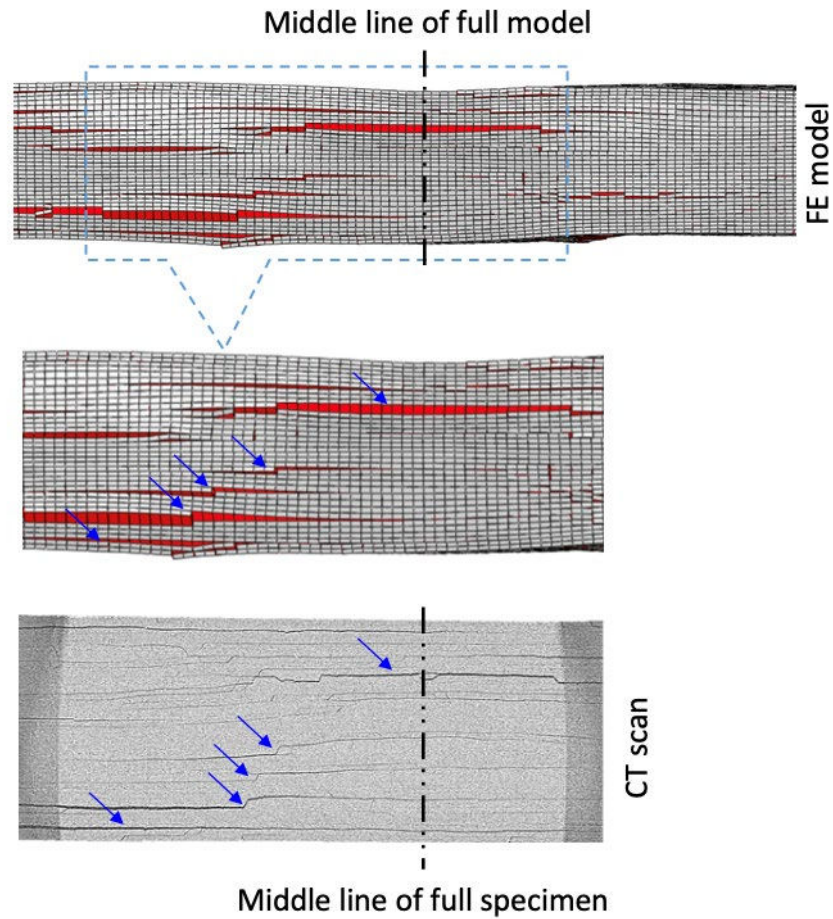 Middle line of full model
FE model
CT scan
Middle line of full specimen